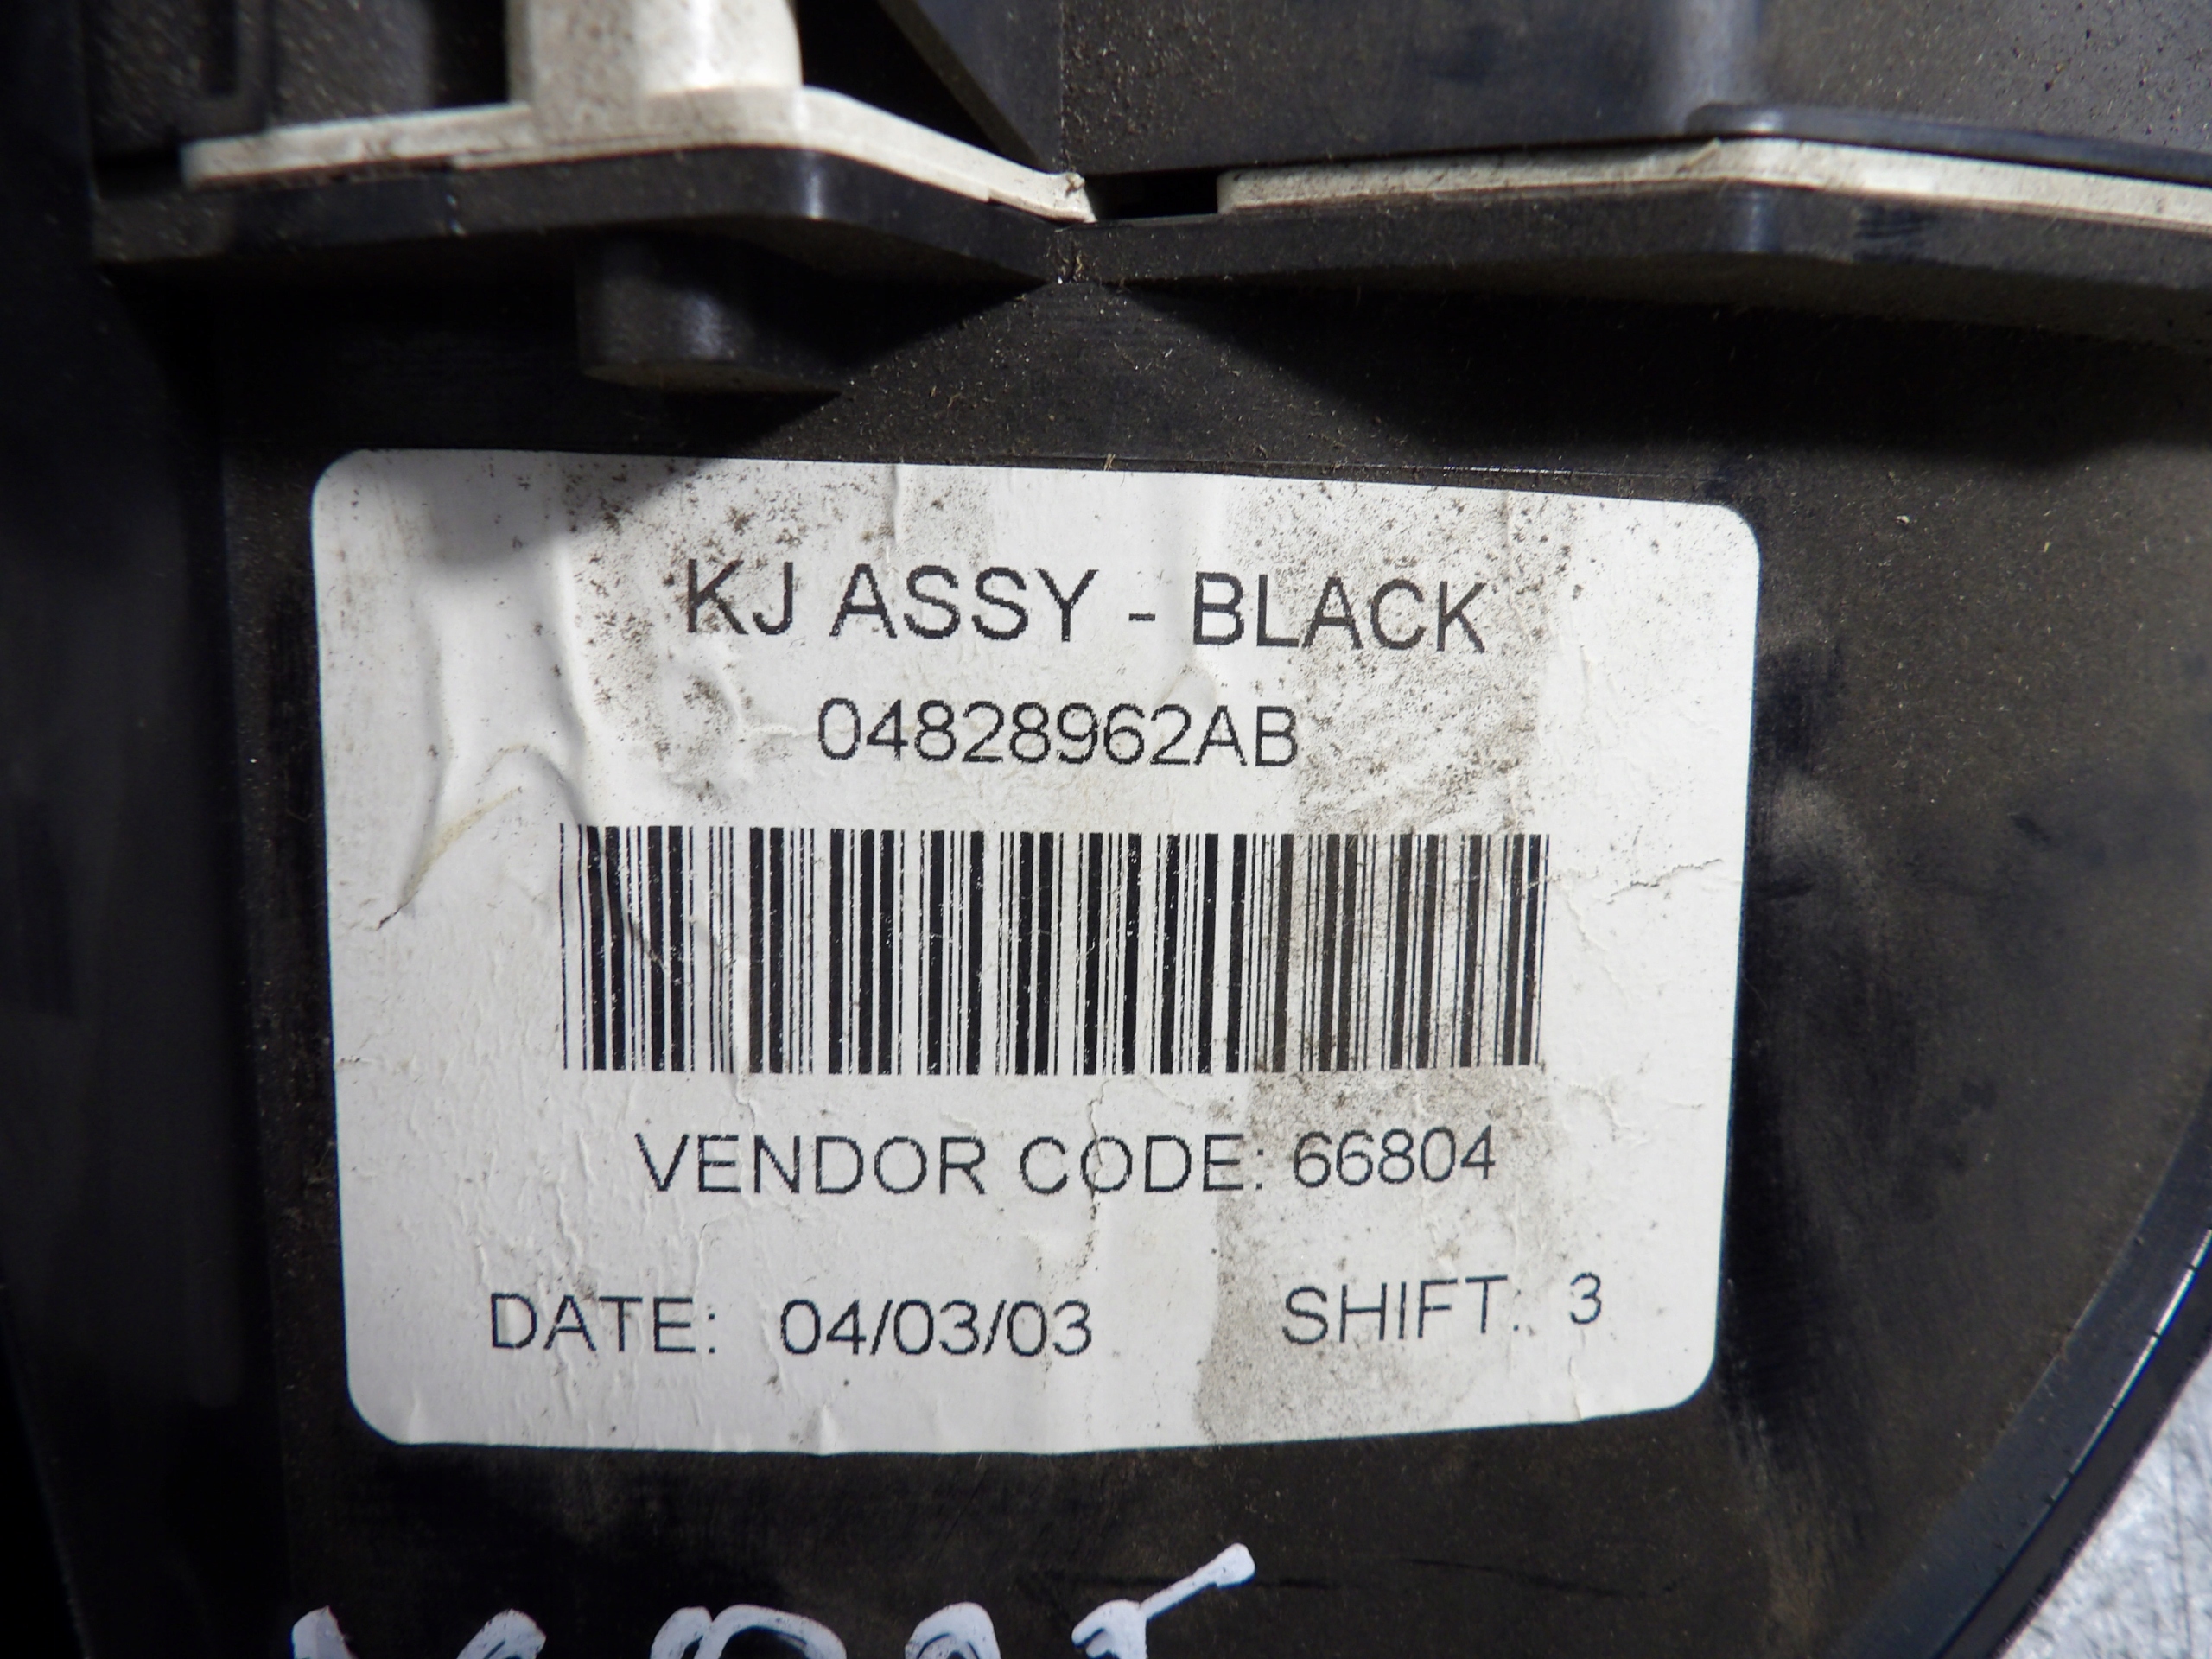 KJ ASSY - BLACK
04828962AB
VENDOR CODE: 66804
DATE: 04/03/03 SHIFT: 3